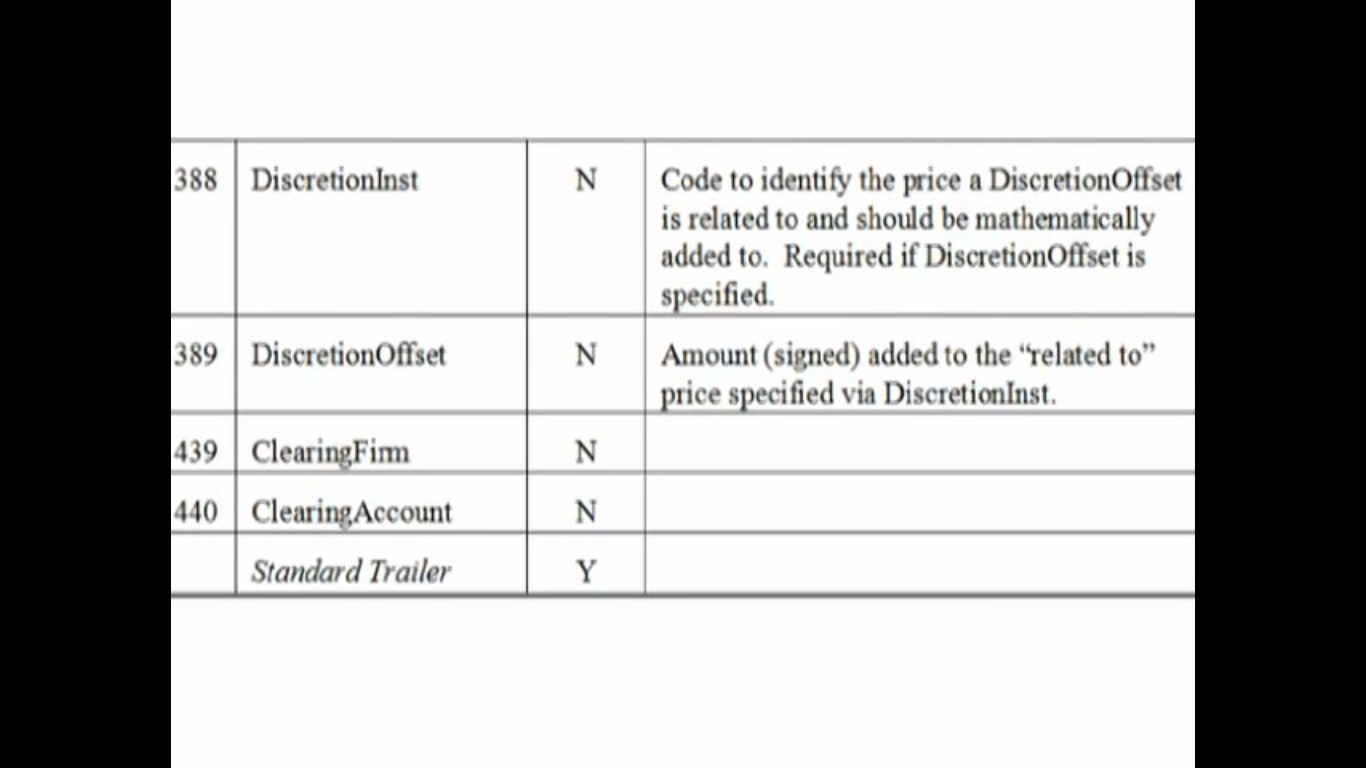 388 DiscretionInst N Code to identify the price a DiscretionOffset
is related to and should be mathematically
added to. Required if DiscretionOffset is
specified.
389 DiscretionOffset N Amount (signed) added to the “related to”
price specified via DiscretionInst.
439 ClearingFirm N
440 ClearingAccount N
Standard Trailer Y